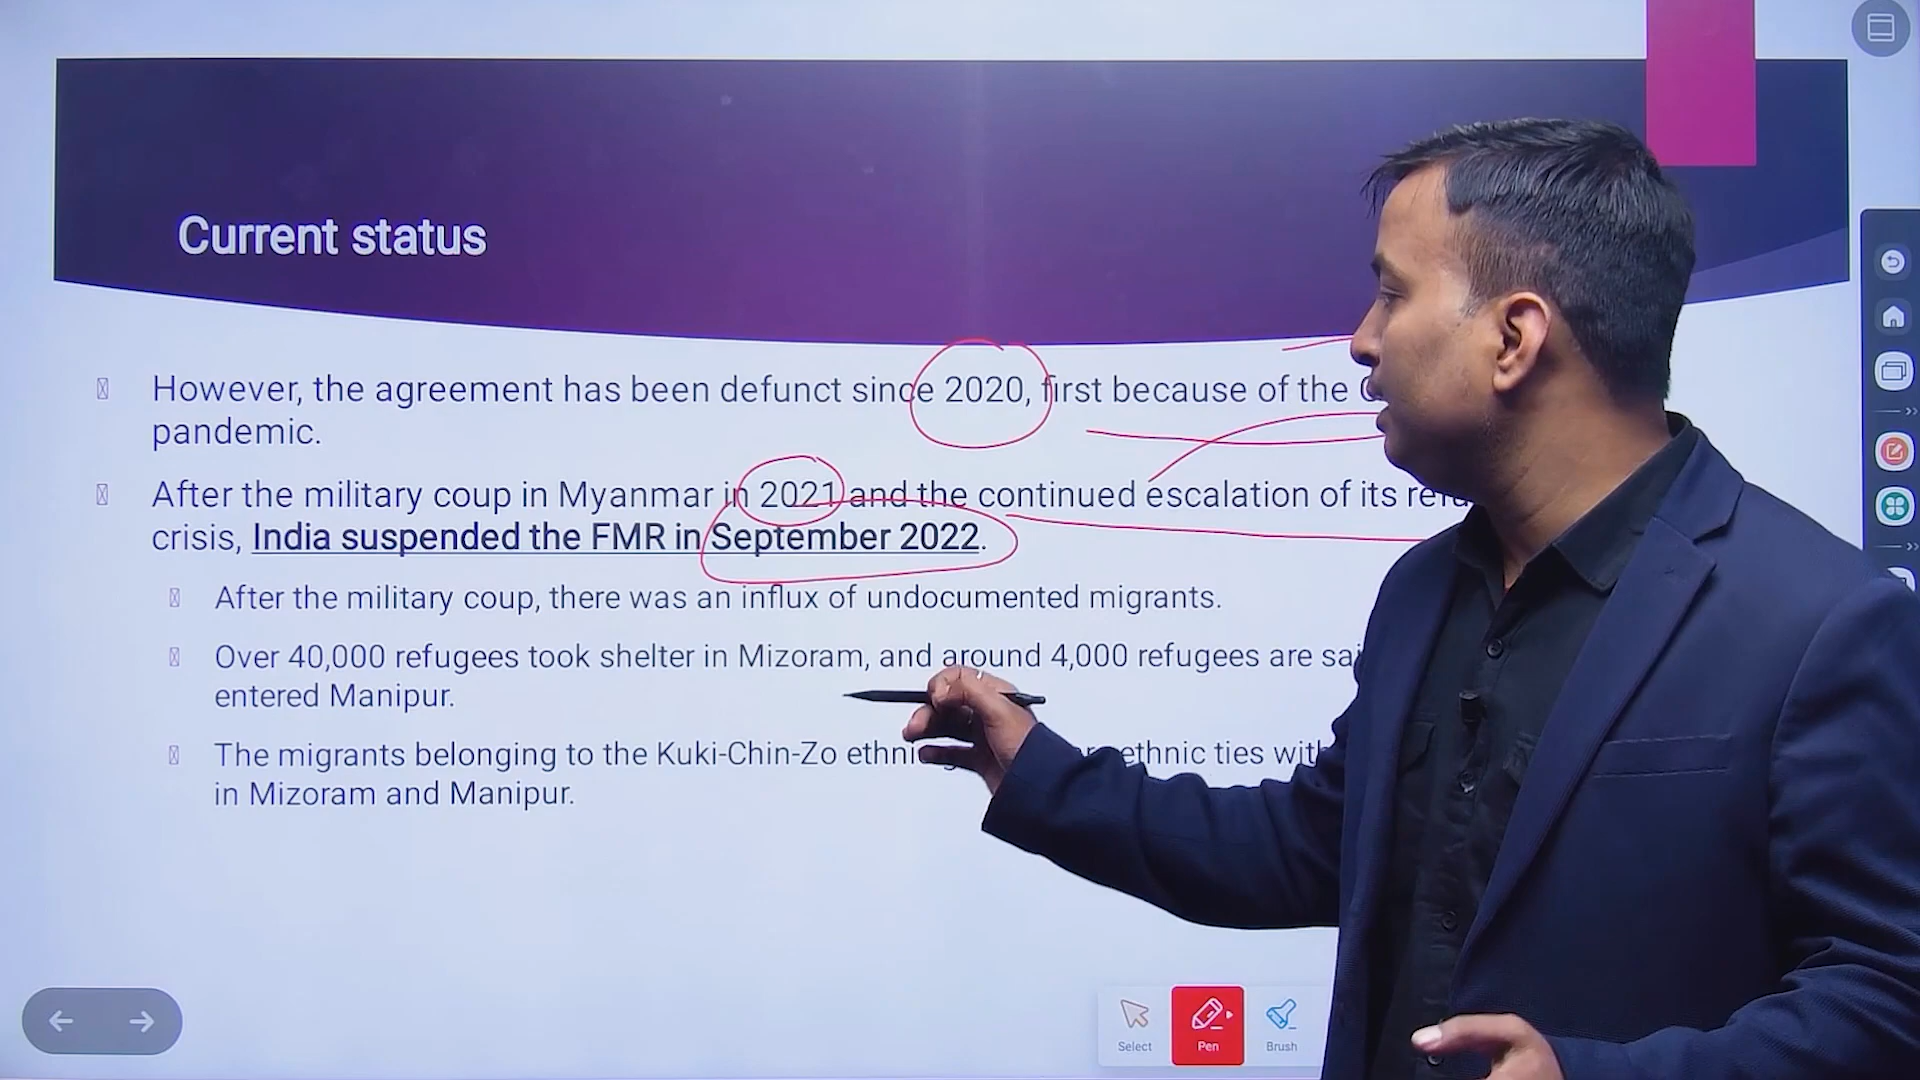 Current status
However, the agreement has been defunct since 2020, first because of the
pandemic.
After the military coup in Myanmar in 2021 and the continued escalation of its
crisis, India suspended the FMR in September 2022.
After the military coup, there was an influx of undocumented migrants.
Over 40,000 refugees took shelter in Mizoram, and around 4,000 refugees are
entered Manipur.
The migrants belonging to the Kuki-Chin-Zo ethnic ties
in Mizoram and Manipur.
Select Pen Brush